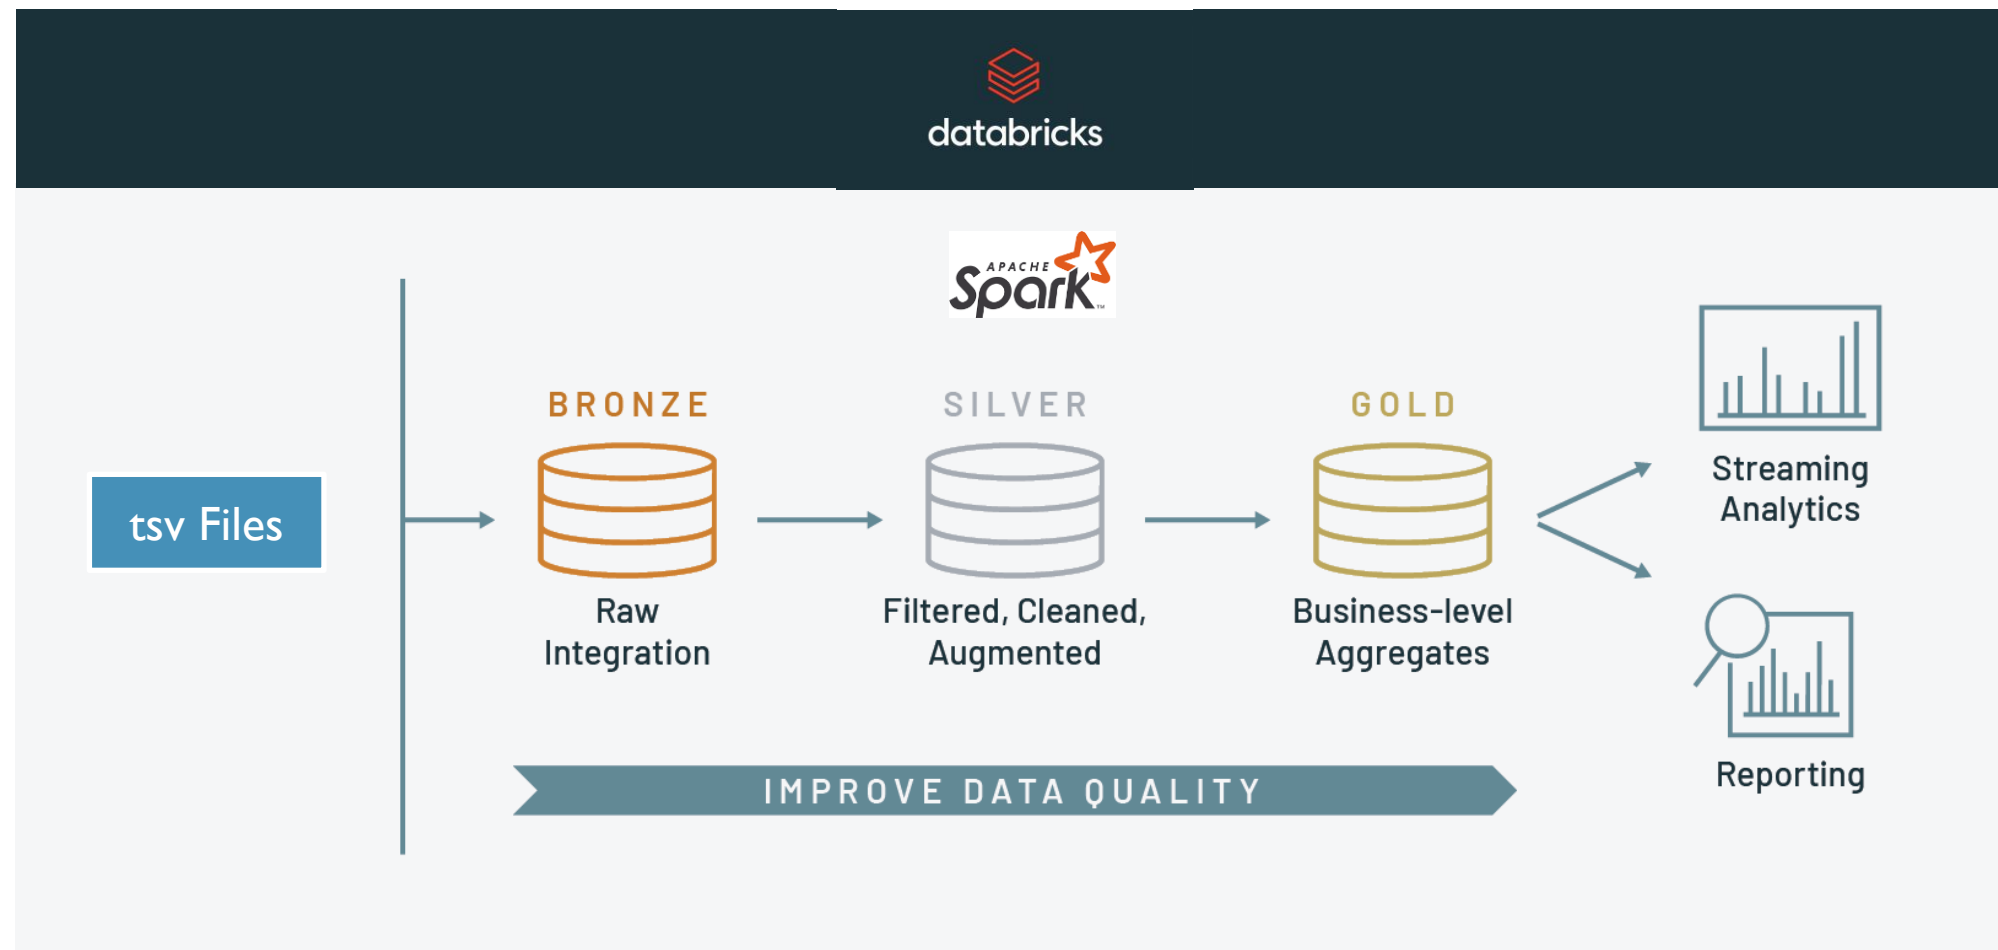 databricks
APACHE
Spark™
BRONZE
SILVER
GOLD
tsv Files
Raw
Integration
Filtered, Cleaned,
Augmented
Business-level
Aggregates
Streaming
Analytics
Reporting
IMPROVE DATA QUALITY